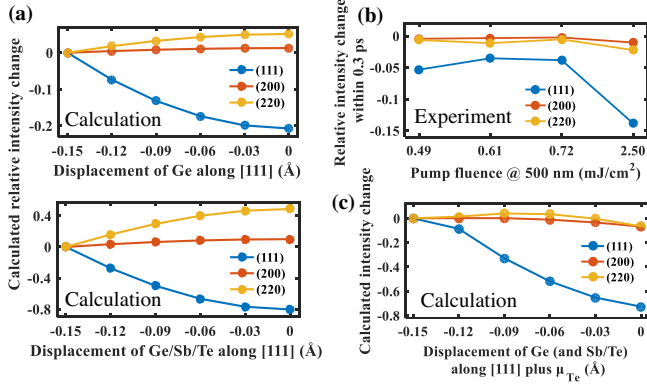 (a)
Calculated relative intensity change
0
-0.1
-0.2
(111)
(200)
(220)
Calculation
-0.15 -0.12 -0.09 -0.06 -0.03 0
Displacement of Ge along [111] (Å)
0.4
0
-0.4
-0.8
(111)
(200)
(220)
Calculation
-0.15 -0.12 -0.09 -0.06 -0.03 0
Displacement of Ge/Sb/Te along [111] (Å)
(b)
Relative intensity change
within 0.3 ps
0
-0.05
-0.10
-0.15
(111)
(200)
(220)
Experiment
0.49 0.61 0.72 2.50
Pump fluence @ 500 nm (mJ/cm²)
(c)
Calculated intensity change
0.2
0
-0.2
-0.4
-0.6
-0.8
(111)
(200)
(220)
Calculation
-0.15 -0.12 -0.09 -0.06 -0.03 0
Displacement of Ge (and Sb/Te)
along [111] plus μTe (Å)